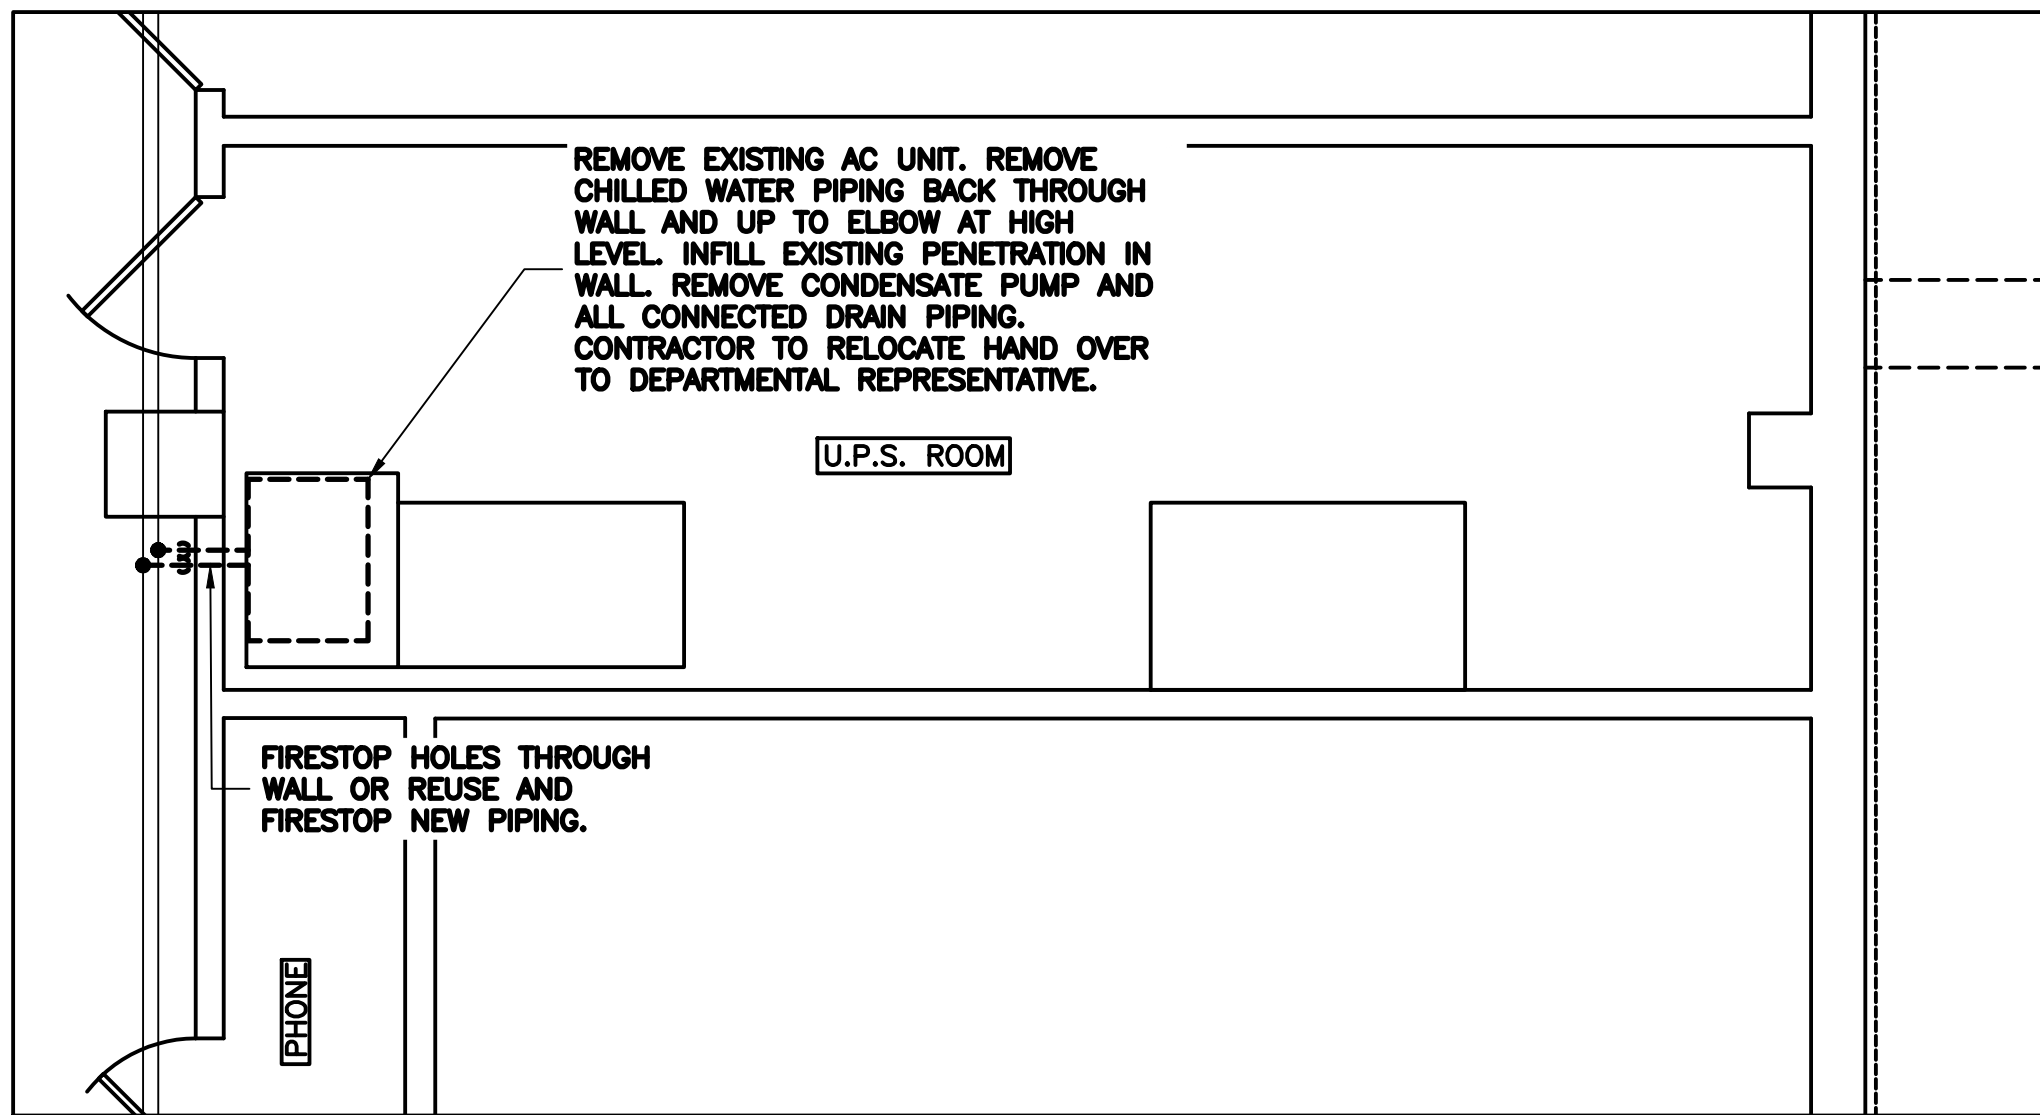 REMOVE EXISTING AC UNIT. REMOVE
CHILLED WATER PIPING BACK THROUGH
WALL AND UP TO ELBOW AT HIGH
LEVEL. INFILL EXISTING PENETRATION IN
WALL. REMOVE CONDENSATE PUMP AND
ALL CONNECTED DRAIN PIPING.
CONTRACTOR TO RELOCATE HAND OVER
TO DEPARTMENTAL REPRESENTATIVE.
U.P.S. ROOM
FIRESTOP HOLES THROUGH
WALL OR REUSE AND
FIRESTOP NEW PIPING.
PHONE